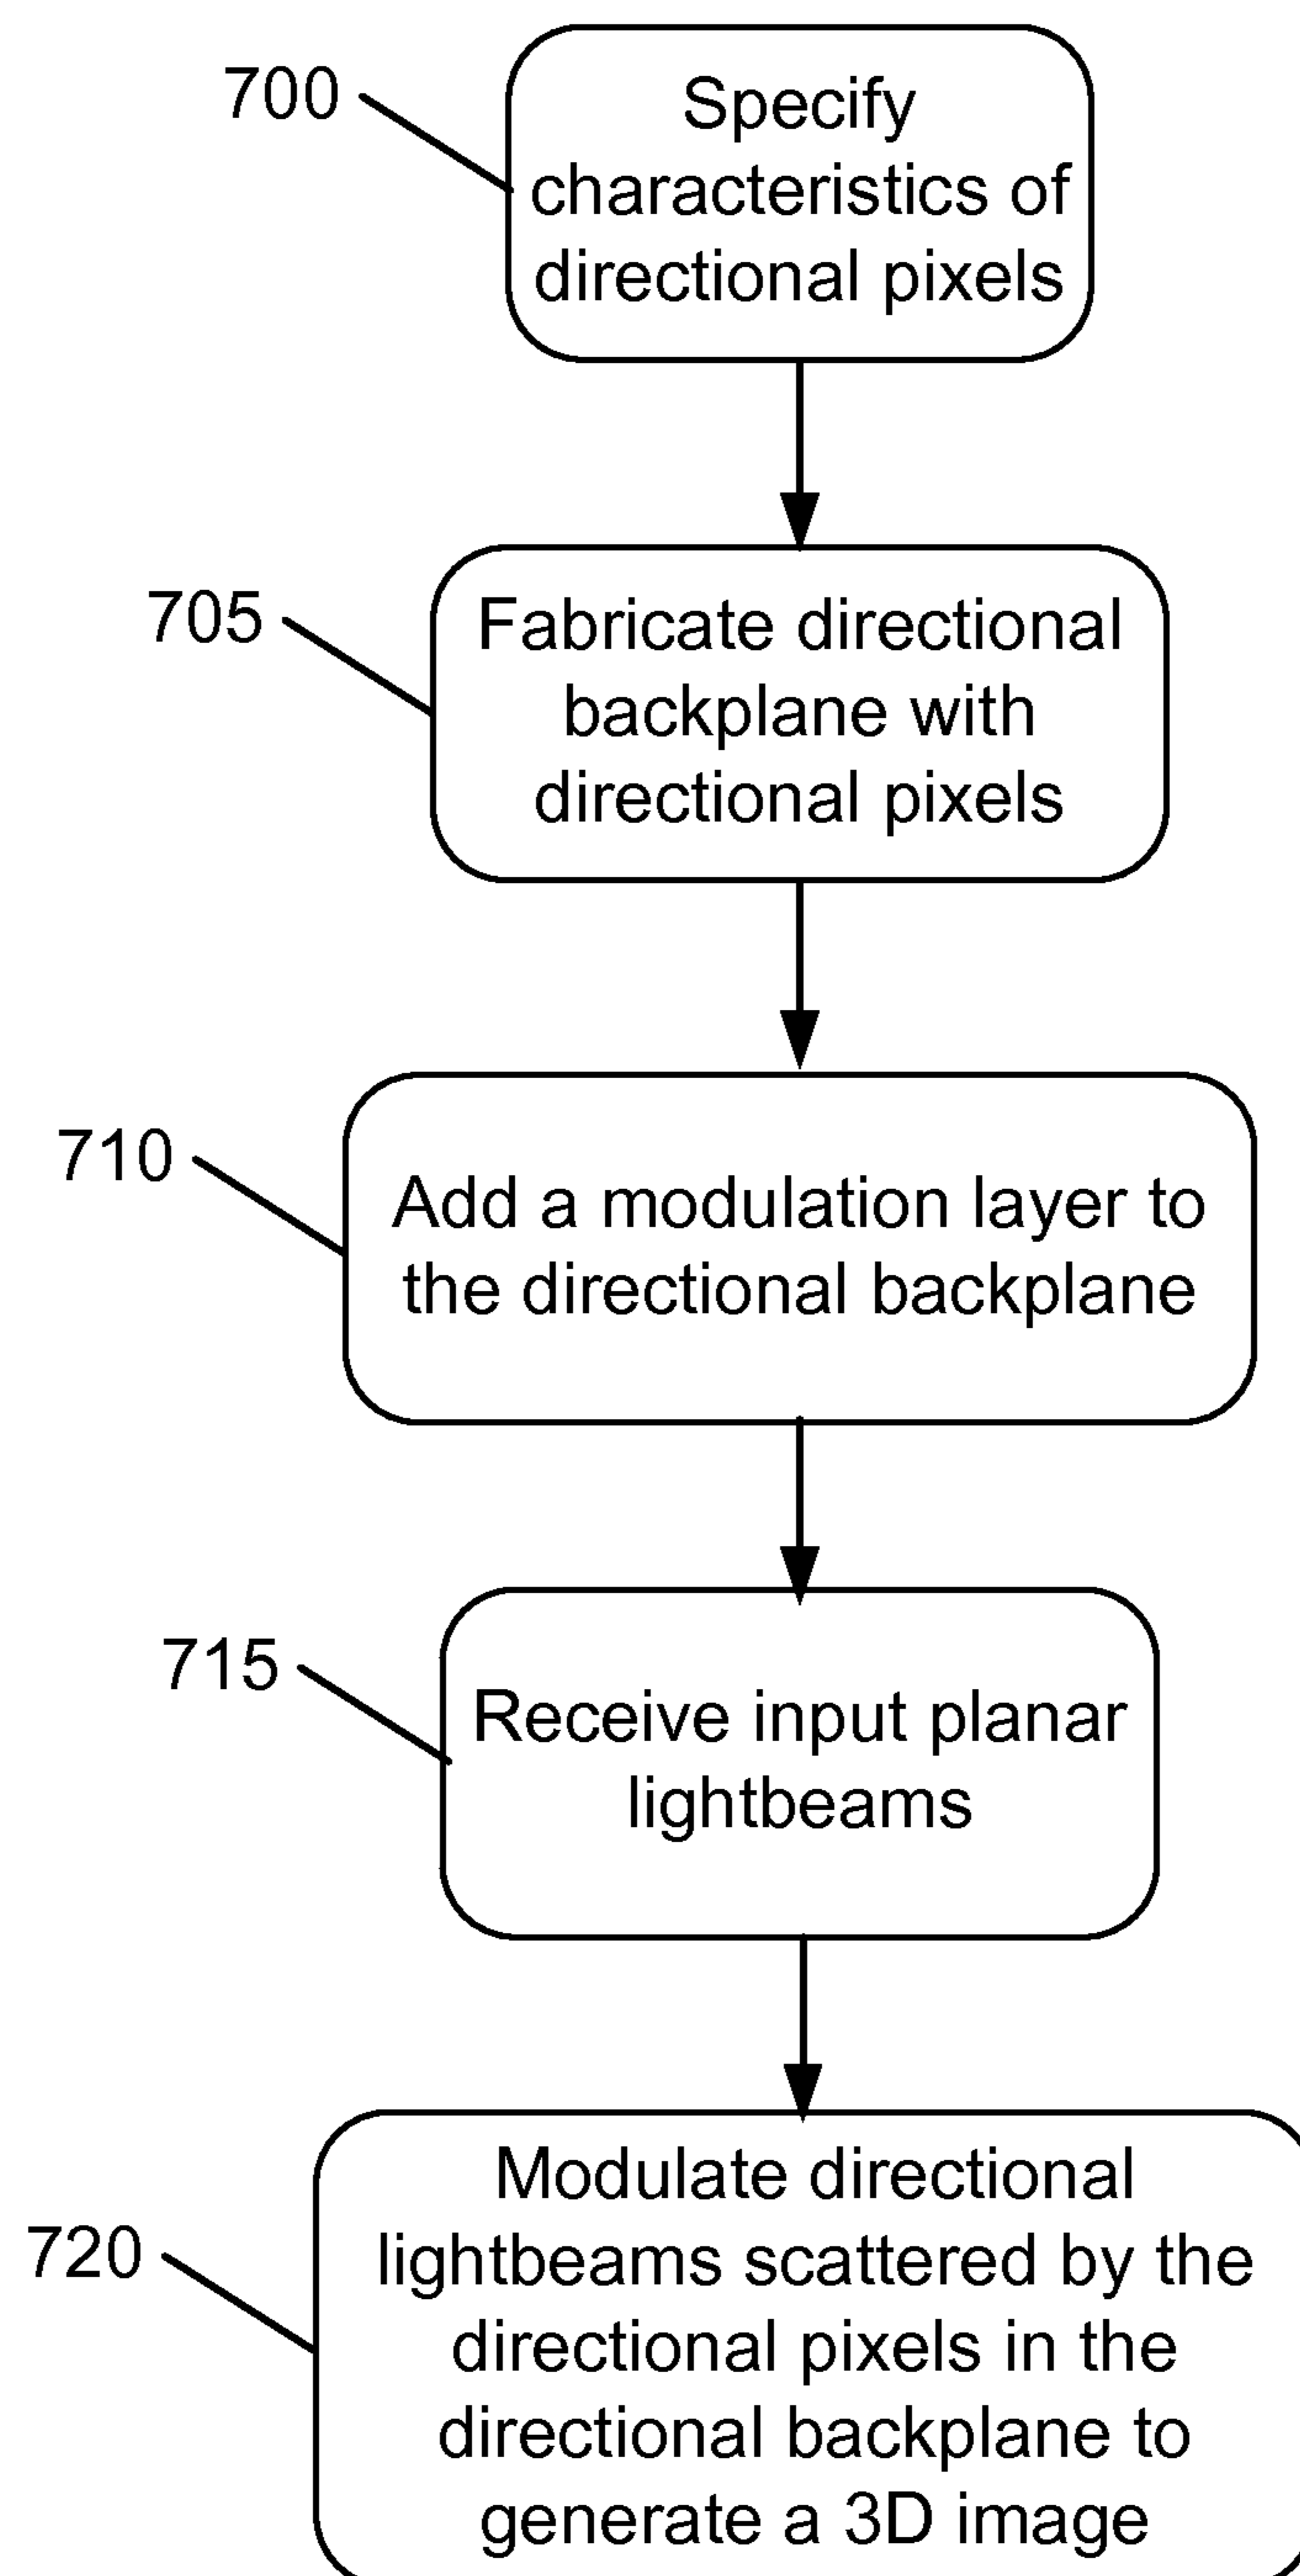 700
Specify
characteristics of
directional pixels
705
Fabricate directional
backplane with
directional pixels
710
Add a modulation layer to
the directional backplane
715
Receive input planar
lightbeams
720
Modulate directional
lightbeams scattered by the
directional pixels in the
directional backplane to
generate a 3D image